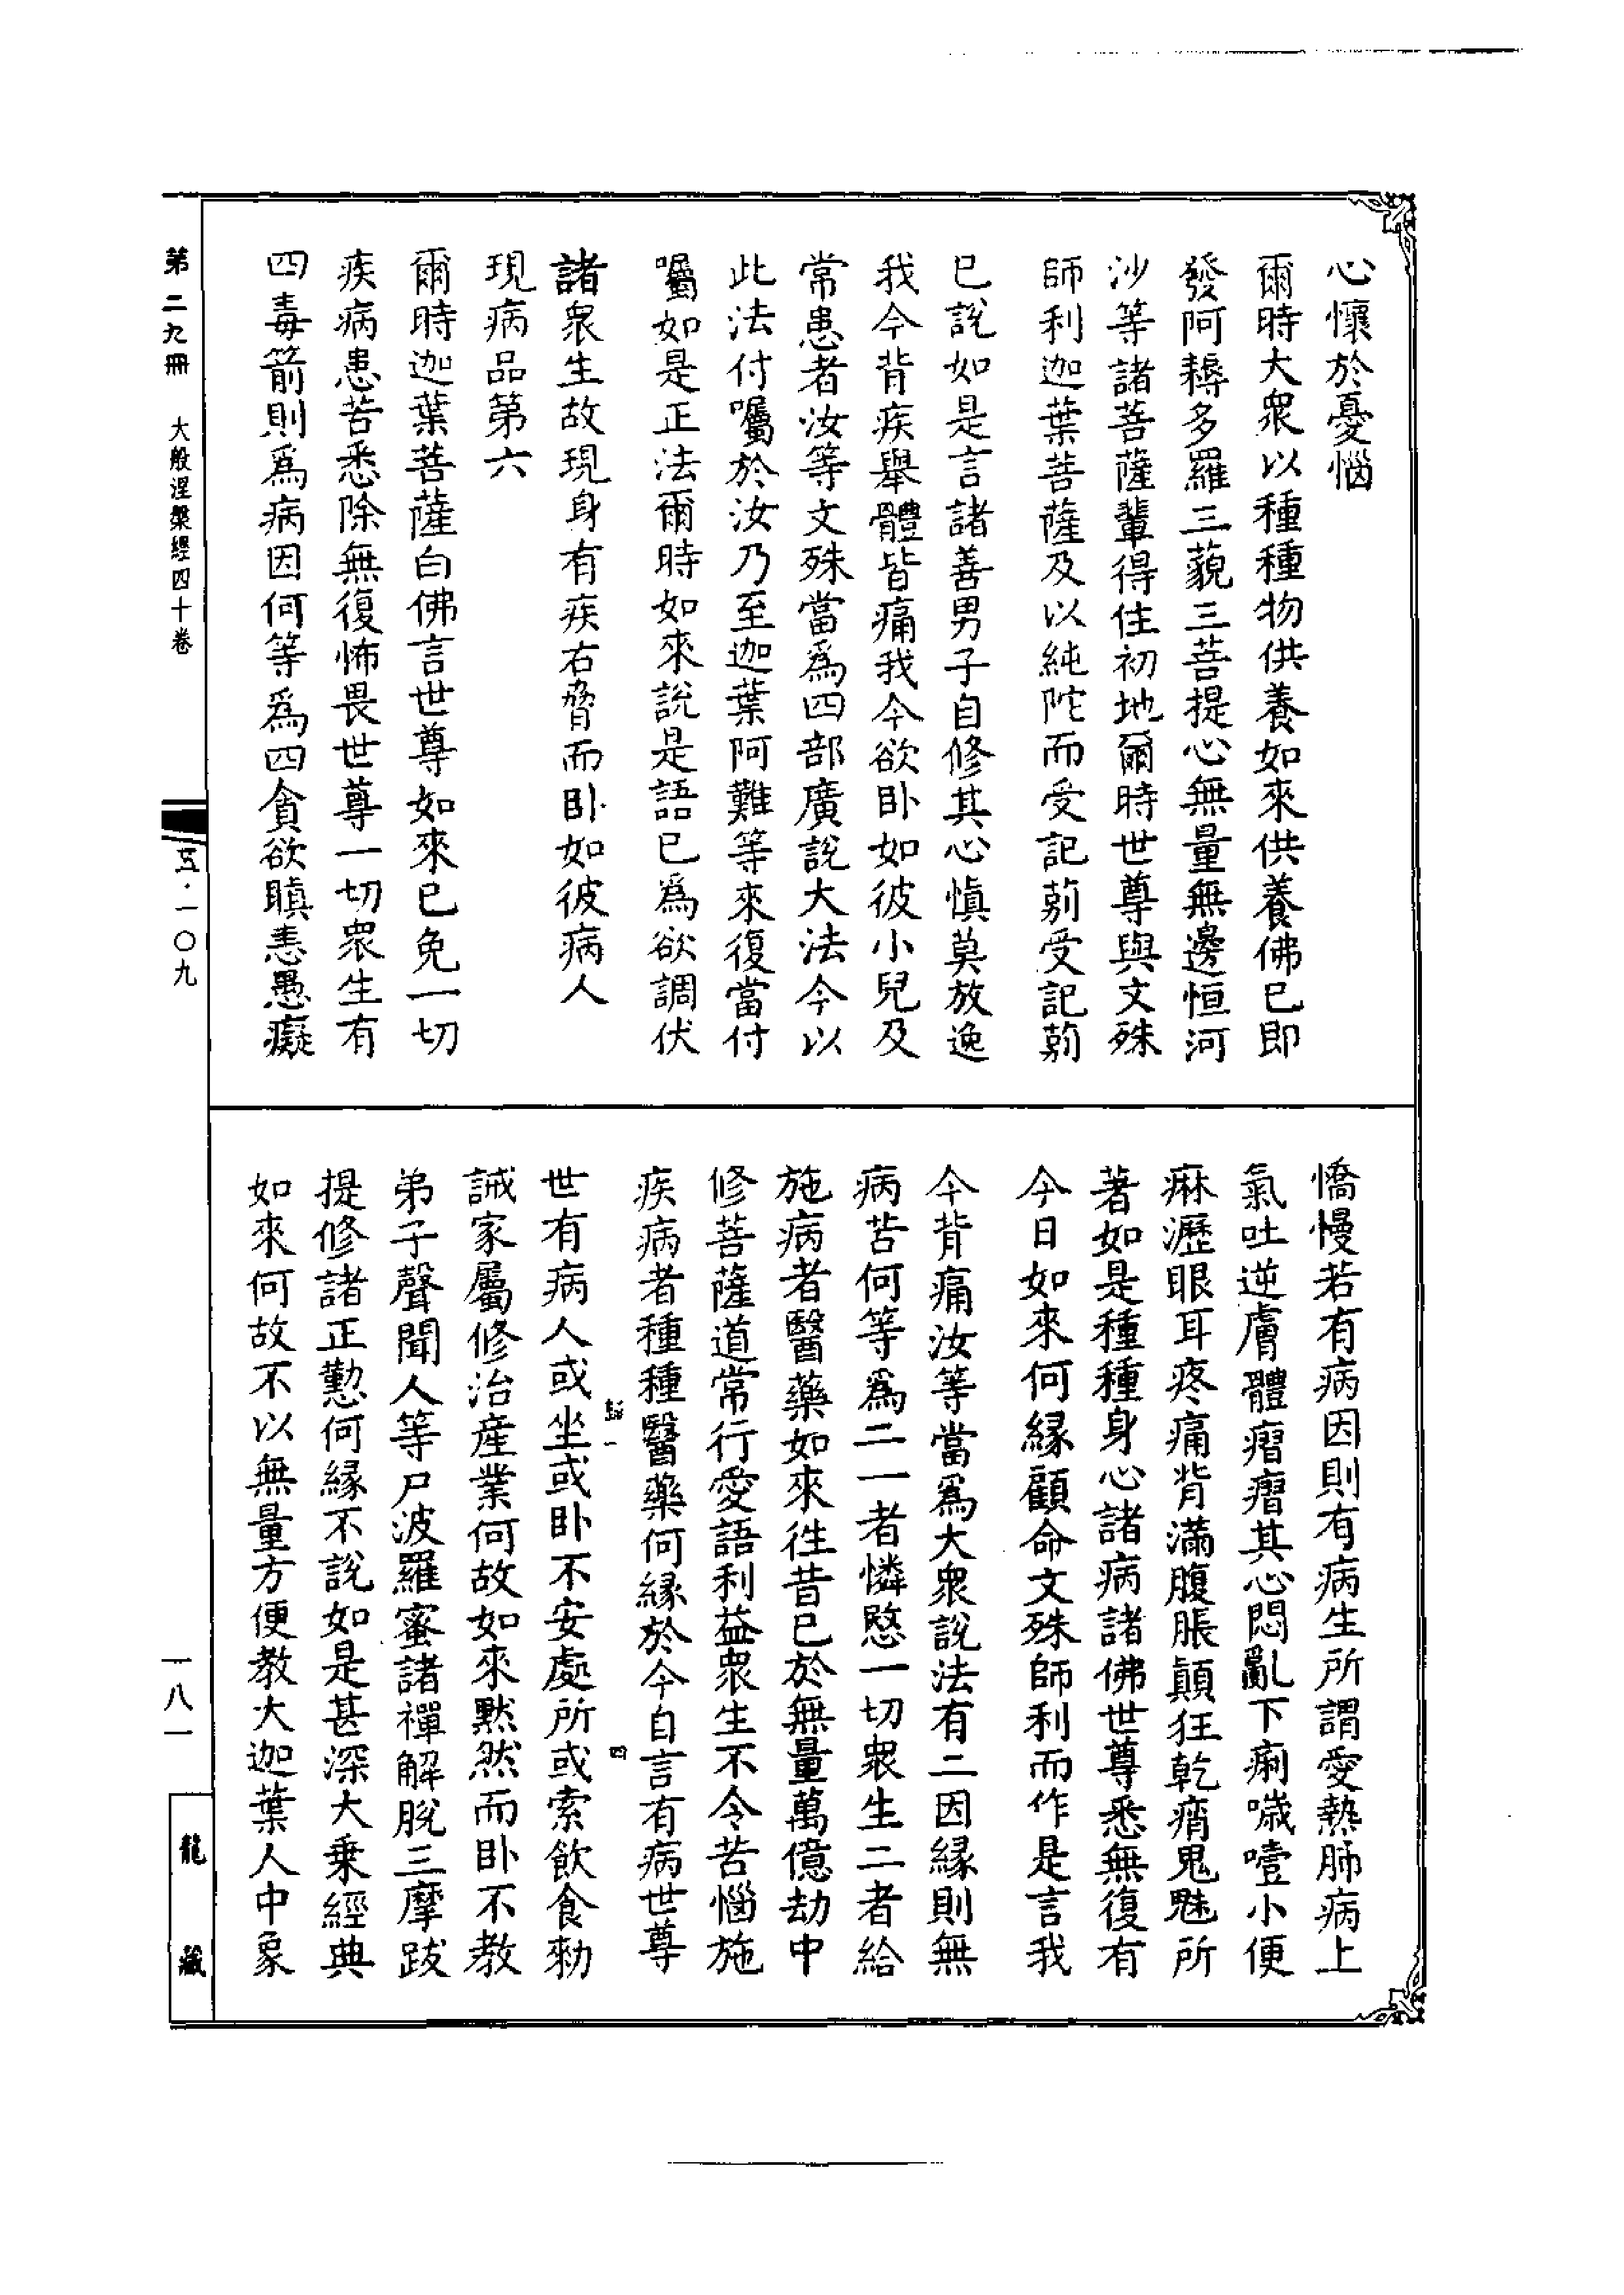 心懷於憂惱
爾時大衆以種種物供養如來供養佛已即
發阿耨多羅三藐三菩提心無量無邊恒河
沙等諸菩薩輩得住初地爾時世尊與文殊
師利迦葉菩薩及以純陀而受記莂受記莂
已說如是言諸善男子自修其心慎莫放逸
我今背疾舉體皆痛我今欲卧如彼小兒及
常患者汝等文殊當爲四部廣說大法今以
此法付囑於汝乃至迦葉阿難等來復當付
囑如是正法爾時如來說是語已爲欲調伏
諸衆生故現身有疾右脅而卧如彼病人
現病品第六
爾時迦葉菩薩白佛言世尊如來已免一切
疾病患苦悉除無復怖畏世尊一切衆生有
四毒箭則爲病因何等爲四貪欲瞋恚愚癡
憍慢若有病因則有病生所謂愛熱肺病上
氣吐逆膚體瘤瘤其心悶亂下痢噦噎小便
痳瀝眼耳疼痛背滿腹脹顛狂乾痟鬼魅所
著如是種種身心諸病諸佛世尊悉無復有
今日如來何緣顧命文殊師利而作是言我
今背痛汝等當爲大衆說法有二因緣則無
病苦何等爲二一者憐愍一切衆生二者給
施病者醫藥如來徃昔已於無量萬億劫中
修菩薩道常行愛語利益衆生不令苦惱施
疾病者種種醫藥何緣於今自言有病世尊
一 四
世有病人或坐或卧不安處所或索飲食勑
誡家屬修治産業何故如來默然而卧不教
弟子聲聞人等尸波羅蜜諸禪解脫三摩跋
提修諸正懃何緣不說如是甚深大乗經典
如來何故不以無量方便教大迦葉人中象
第二九冊 大般涅槃經四十卷
五·一〇九
一八一
龍藏